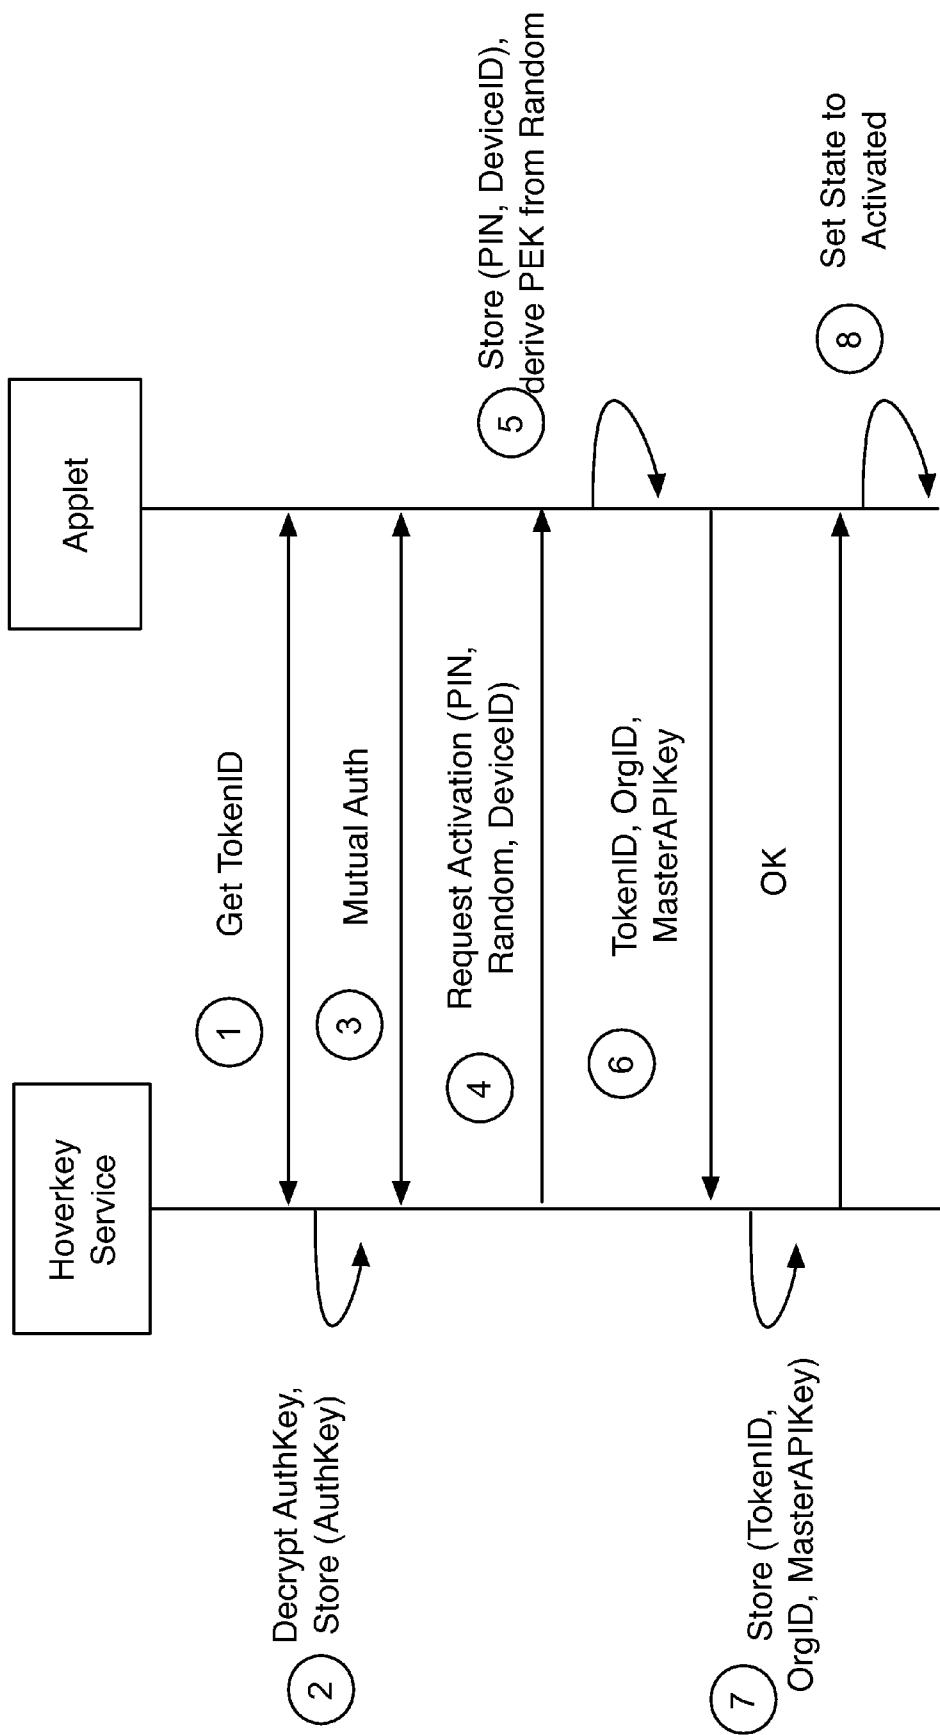 Hoverkey
Service
Applet
1
Get TokenID
2
Decrypt AuthKey,
Store (AuthKey)
3
Mutual Auth
4
Request Activation (PIN,
Random, DeviceID)
5
Store (PIN, DeviceID),
derive PEK from Random
6
TokenID, OrgID,
MasterAPIKey
7
Store (TokenID,
OrgID, MasterAPIKey)
OK
8
Set State to
Activated